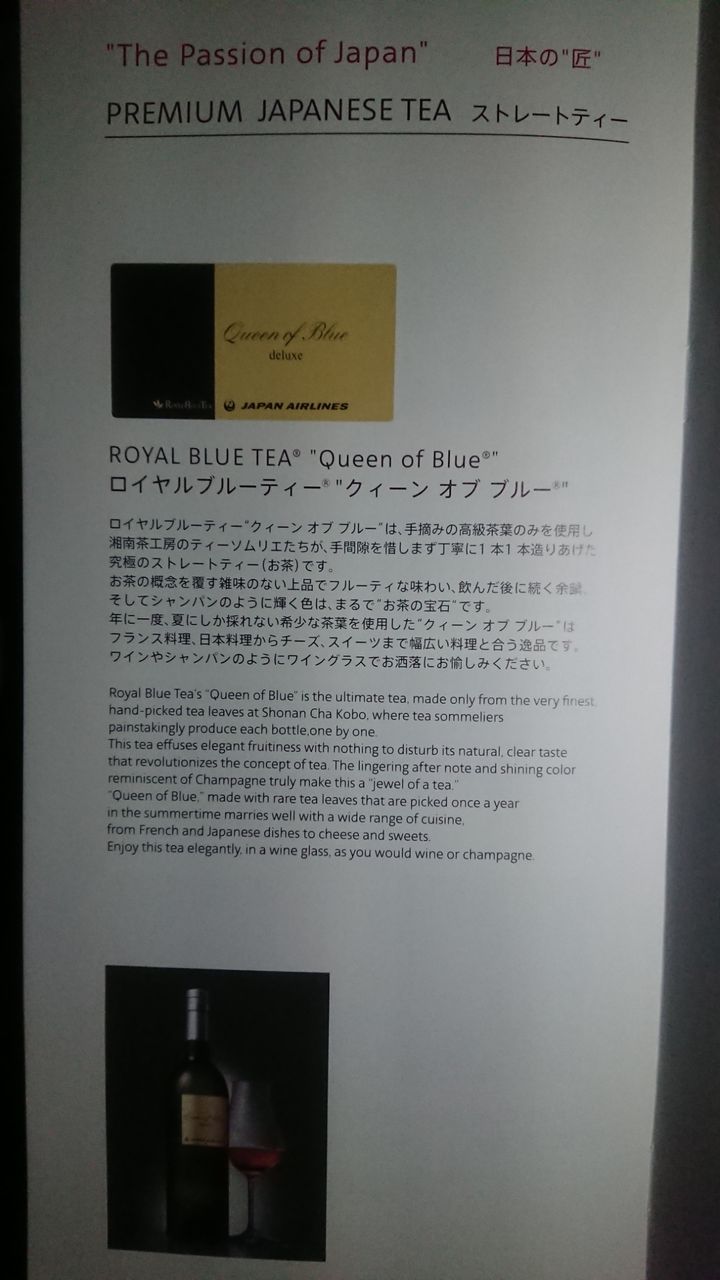 "The Passion of Japan" 日本の"匠"
PREMIUM JAPANESE TEA ストレートティー
Queen of Blue
deluxe
ROYAL BLUE TEA JAPAN AIRLINES
ROYAL BLUE TEA® "Queen of Blue®"
ロイヤルブルーティー®"クィーン オブ ブルー®"
ロイヤルブルーティー"クィーン オブ ブルー"は、手摘みの高級茶葉のみを使用し
湘南茶工房のティーソムリエたちが、手間隙を惜しまず丁寧に1本1本造りあげた
究極のストレートティー(お茶)です。
お茶の概念を覆す雑味のない上品でフルーティな味わい、飲んだ後に続く余韻、
そしてシャンパンのように輝く色は、まるで"お茶の宝石"です。
年に一度、夏にしか採れない希少な茶葉を使用した"クィーン オブ ブルー"は
フランス料理、日本料理からチーズ、スイーツまで幅広い料理と合う逸品です。
ワインやシャンパンのようにワイングラスでお洒落にお愉しみください。
Royal Blue Tea's "Queen of Blue" is the ultimate tea, made only from the very finest,
hand-picked tea leaves at Shonan Cha Kobo, where tea sommeliers
painstakingly produce each bottle,one by one.
This tea effuses elegant fruitiness with nothing to disturb its natural, clear taste
that revolutionizes the concept of tea. The lingering after note and shining color
reminiscent of Champagne truly make this a "jewel of a tea."
"Queen of Blue," made with rare tea leaves that are picked once a year
in the summertime marries well with a wide range of cuisine,
from French and Japanese dishes to cheese and sweets.
Enjoy this tea elegantly, in a wine glass, as you would wine or champagne.
Queen of Blue